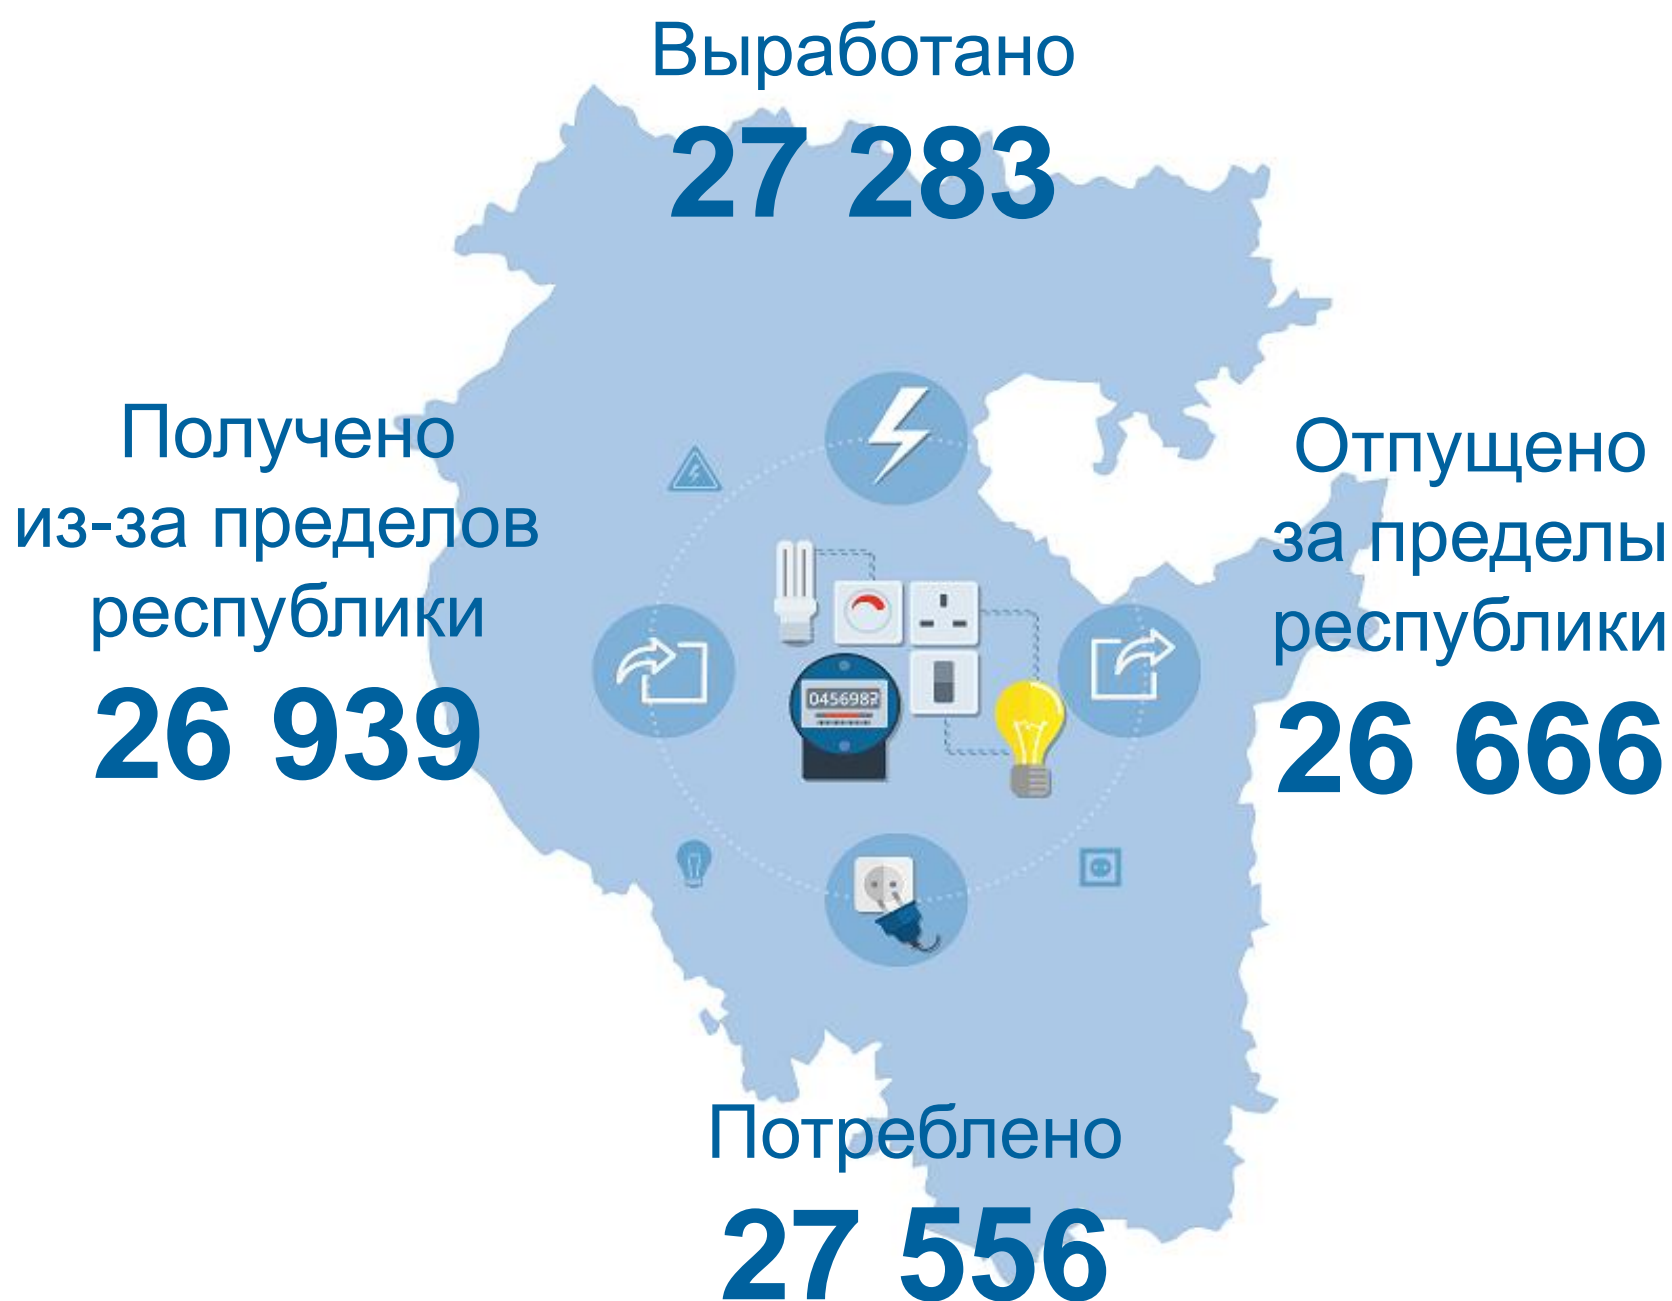 Выработано
27 283
Получено
из-за пределов
республики
26 939
Отпущено
за пределы
республики
26 666
045698
Потреблено
27 556